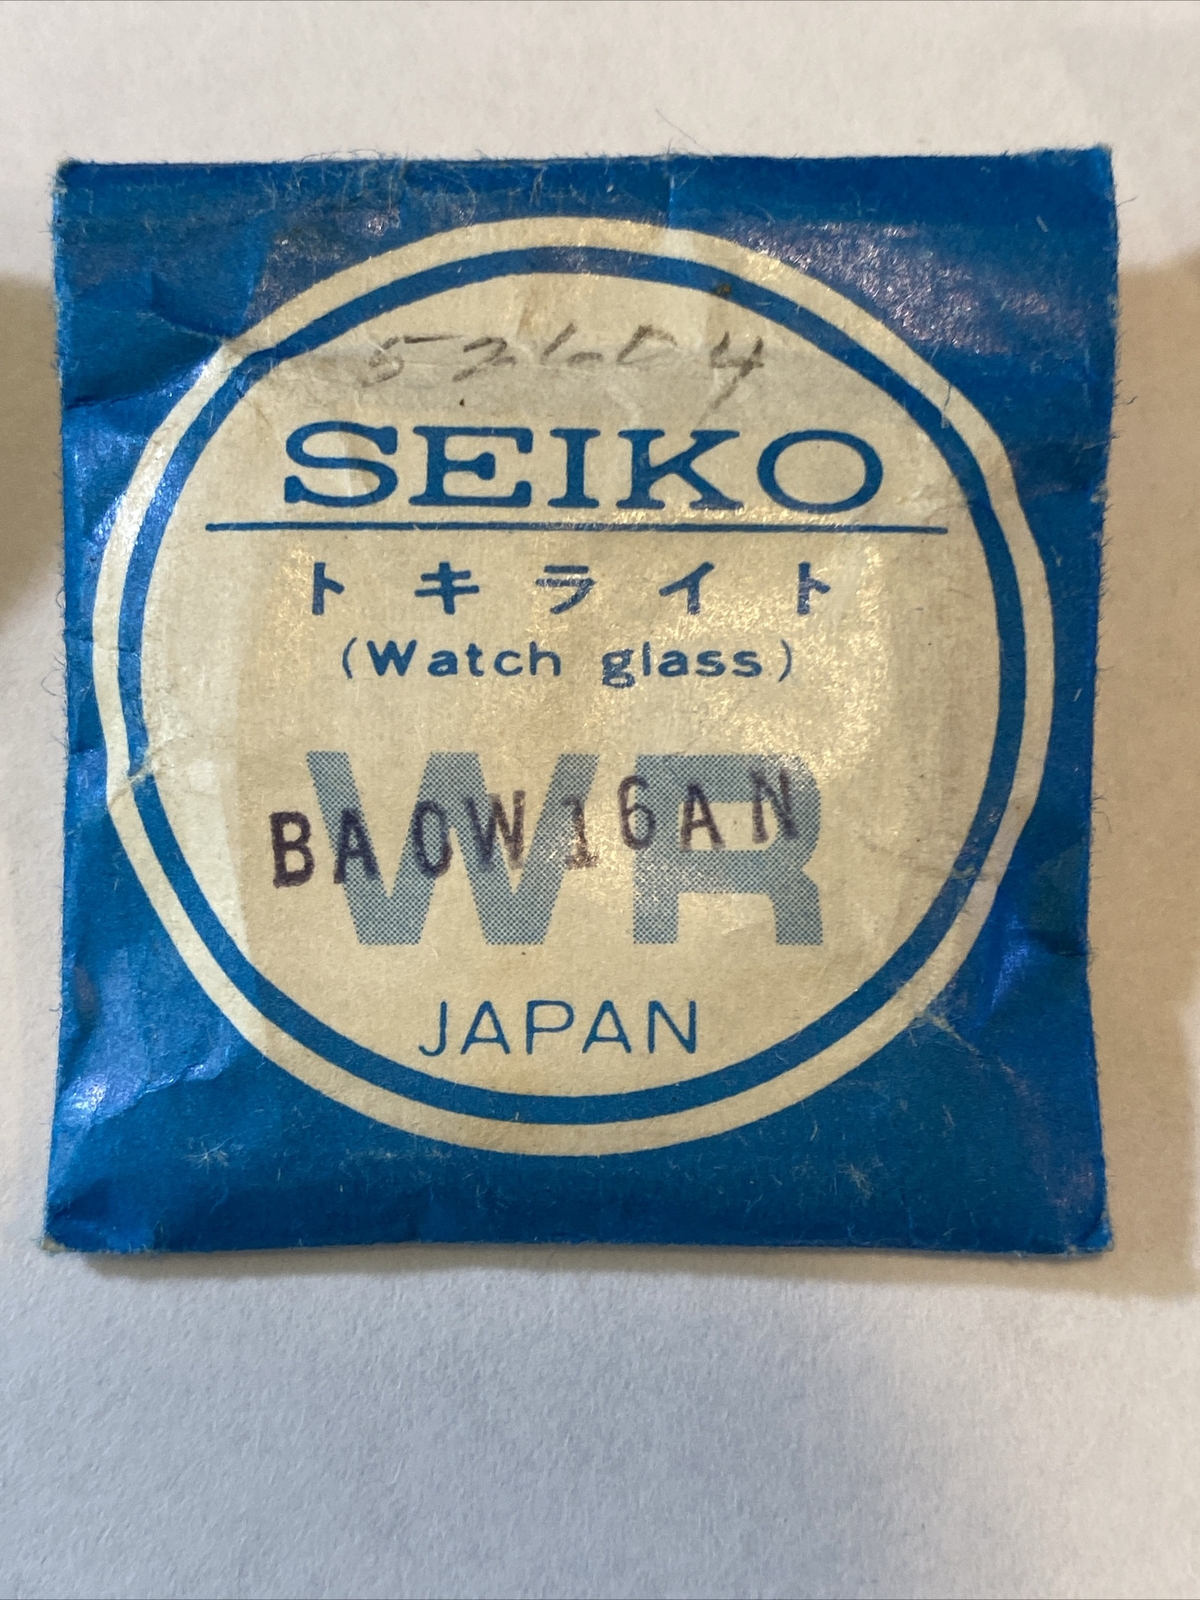 SEIKO
トキライト
(Watch glass)
WR
BA0W16AN
JAPAN